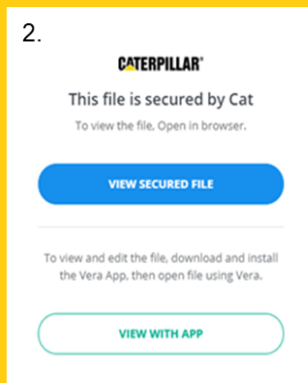 2.
CATERPILLAR®
This file is secured by Cat
To view the file, Open in browser.
VIEW SECURED FILE
To view and edit the file, download and install
the Vera App, then open file using Vera.
VIEW WITH APP